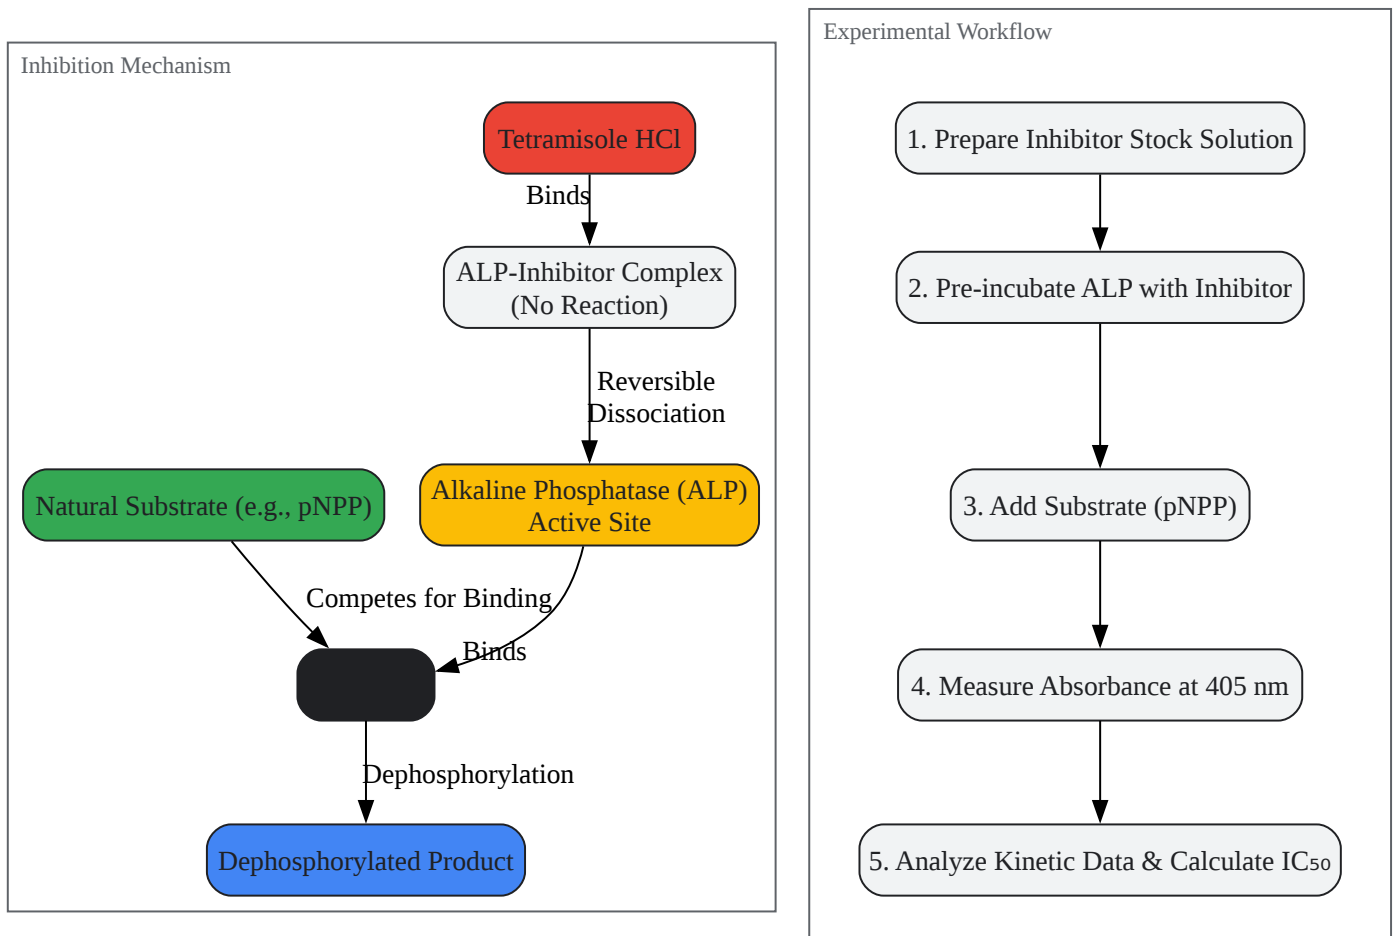 Inhibition Mechanism
Tetramisole HCl
Binds
ALP-Inhibitor Complex
(No Reaction)
Reversible
Dissociation
Natural Substrate (e.g., pNPP)
Alkaline Phosphatase (ALP)
Active Site
Competes for Binding
Binds
Dephosphorylation
Dephosphorylated Product
Experimental Workflow
1. Prepare Inhibitor Stock Solution
2. Pre-incubate ALP with Inhibitor
3. Add Substrate (pNPP)
4. Measure Absorbance at 405 nm
5. Analyze Kinetic Data & Calculate IC₅₀